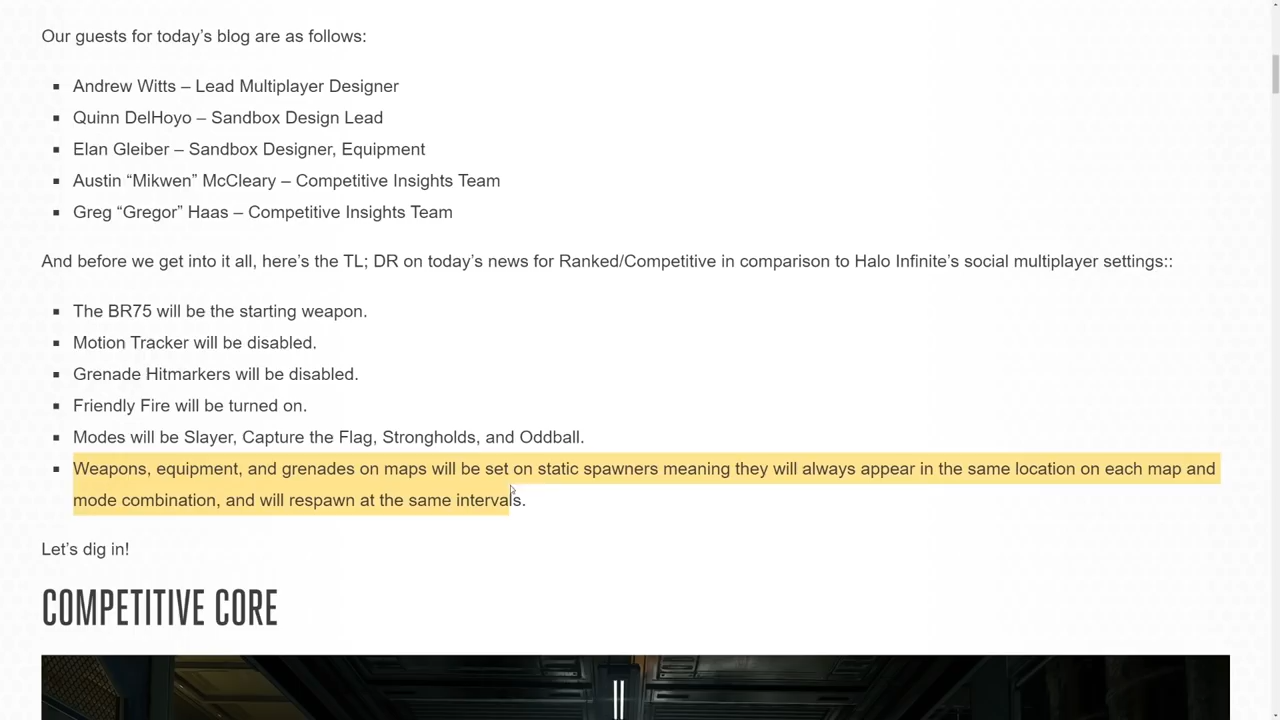 Our guests for today’s blog are as follows:
▪ Andrew Witts – Lead Multiplayer Designer
▪ Quinn DelHoyo – Sandbox Design Lead
▪ Elan Gleiber – Sandbox Designer, Equipment
▪ Austin “Mikwen” McCleary – Competitive Insights Team
▪ Greg “Gregor” Haas – Competitive Insights Team
And before we get into it all, here’s the TL; DR on today’s news for Ranked/Competitive in comparison to Halo Infinite’s social multiplayer settings::
▪ The BR75 will be the starting weapon.
▪ Motion Tracker will be disabled.
▪ Grenade Hitmarkers will be disabled.
▪ Friendly Fire will be turned on.
▪ Modes will be Slayer, Capture the Flag, Strongholds, and Oddball.
▪ Weapons, equipment, and grenades on maps will be set on static spawners meaning they will always appear in the same location on each map and
mode combination, and will respawn at the same intervals.
Let’s dig in!
COMPETITIVE CORE